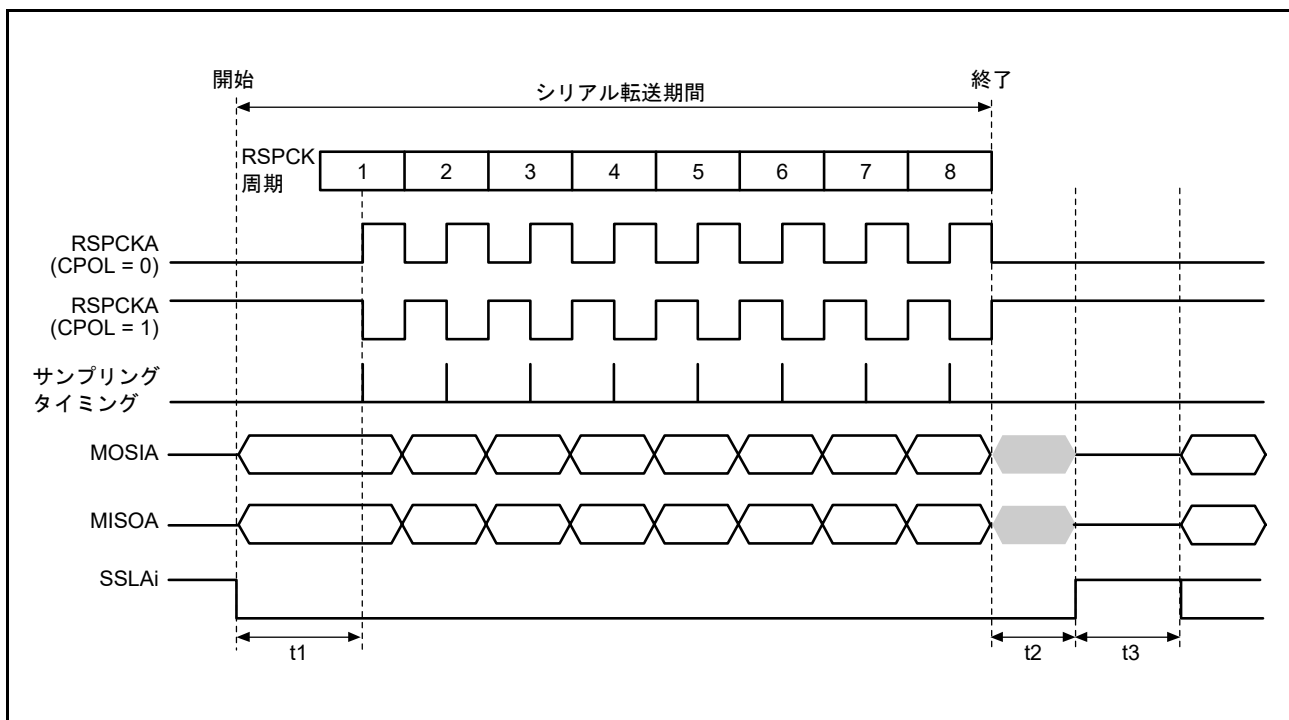 開始
終了
シリアル転送期間
RSPCK
周期
1 2 3 4 5 6 7 8
RSPCKA
(CPOL = 0)
RSPCKA
(CPOL = 1)
サンプリング
タイミング
MOSIA
MISOA
SSLAi
t1
t2
t3